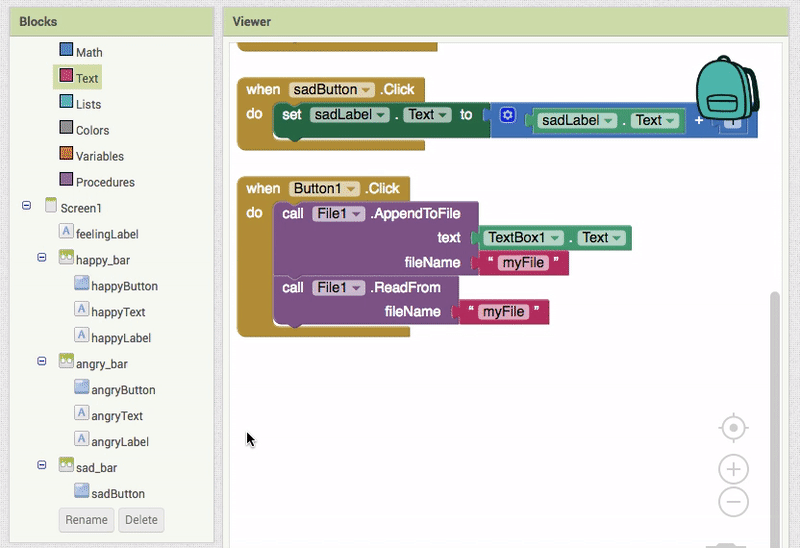 Blocks
Math
Text
Lists
Colors
Variables
Procedures
Screen1
feelingLabel
happy_bar
happyButton
happyText
happyLabel
angry_bar
angryButton
angryText
angryLabel
sad_bar
sadButton
Rename Delete
Viewer
when sadButton .Click
do set sadLabel . Text to sadLabel . Text +
when Button1 .Click
do call File1 .AppendToFile
text TextBox1 . Text
fileName “ myFile ”
call File1 .ReadFrom
fileName “ myFile ”